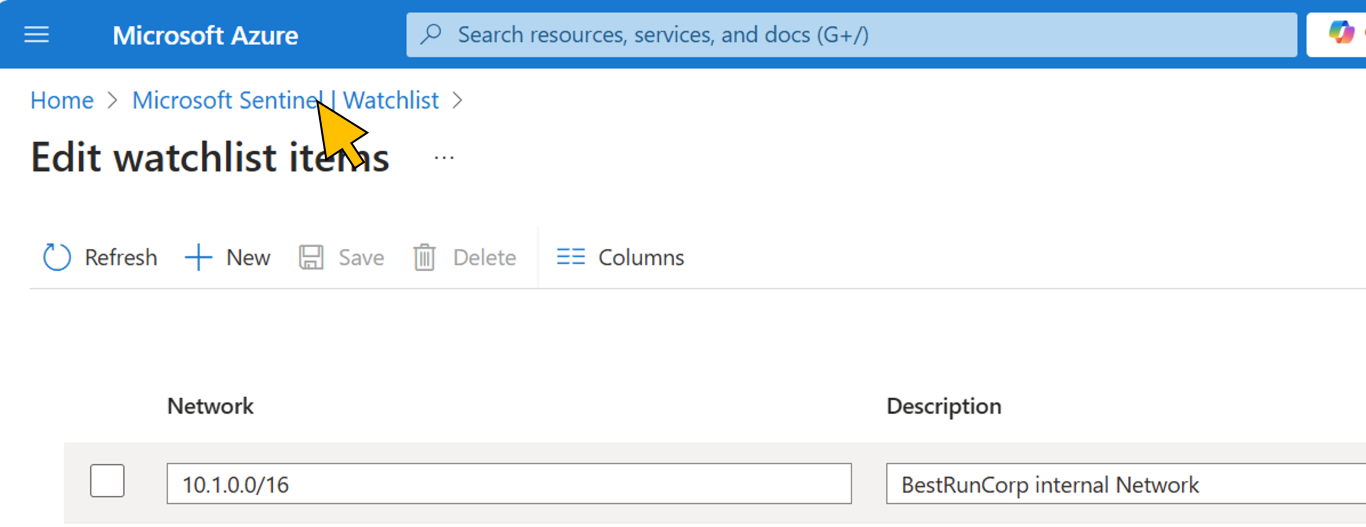 Microsoft Azure
Search resources, services, and docs (G+/)
Home > Microsoft Sentinel | Watchlist >
Edit watchlist items ...
Refresh New Save Delete Columns
Network Description
10.1.0.0/16 BestRunCorp internal Network